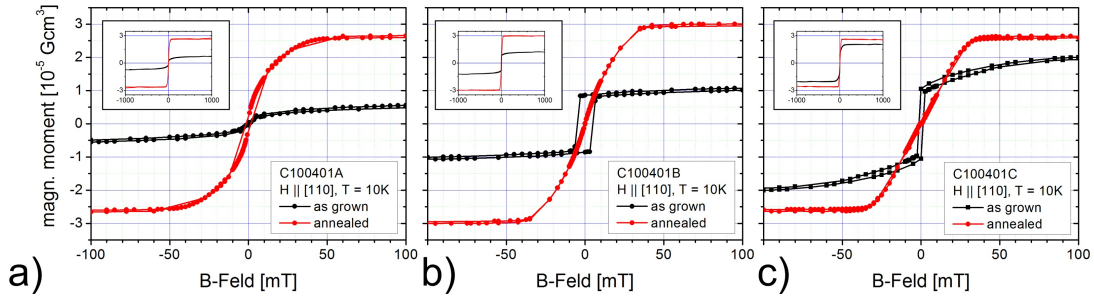 magn. moment [10⁻⁵ Gcm³]
3
2
1
0
-1
-2
-3
3
0
-3
-1000 0 1000
C100401A
H || [110], T = 10K
as grown
annealed
-100 -50 0 50 100
B-Feld [mT]
a)
3
0
-3
-1000 0 1000
C100401B
H || [110], T = 10K
as grown
annealed
-50 0 50 100
B-Feld [mT]
b)
3
0
-3
-1000 0 1000
C100401C
H || [110], T = 10K
as grown
annealed
-50 0 50 100
B-Feld [mT]
c)